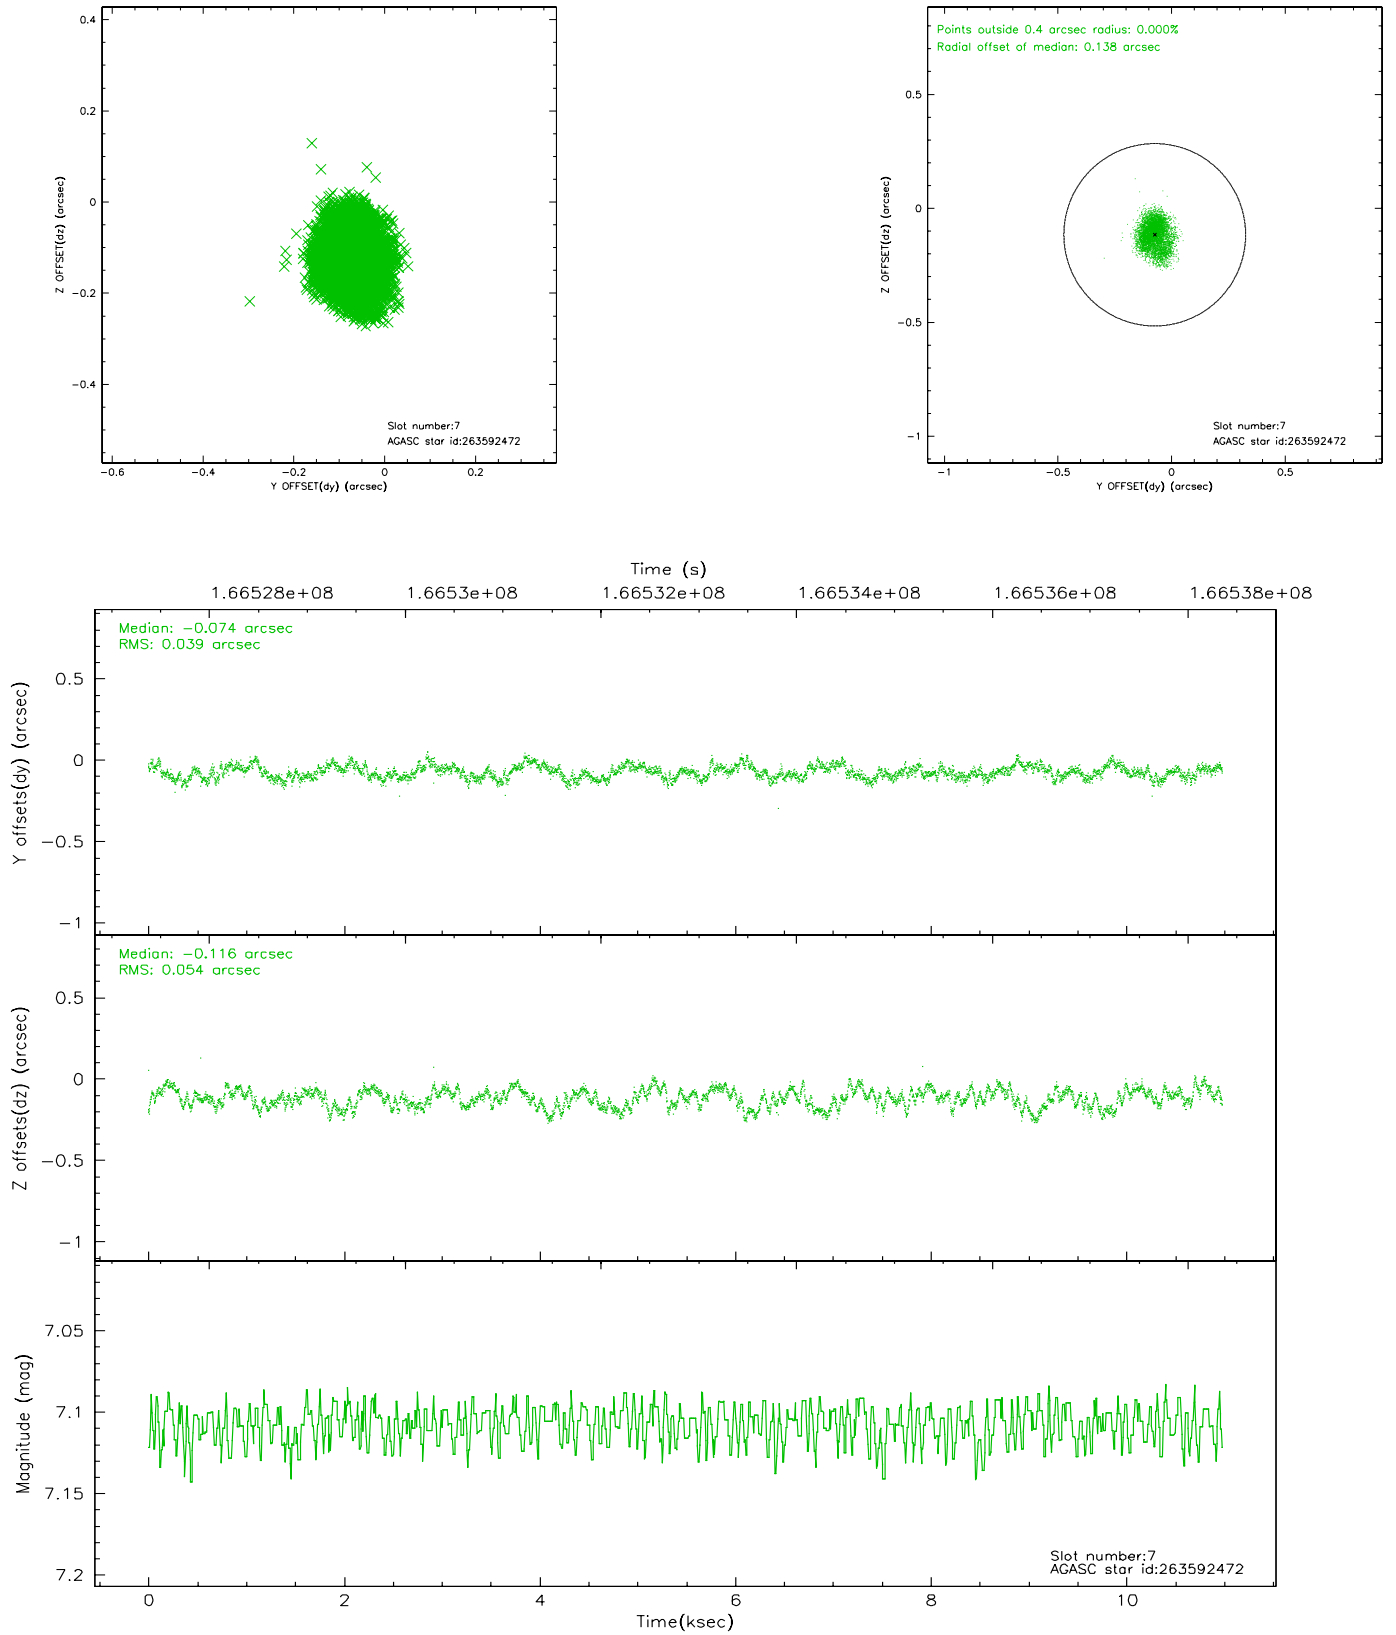 0.4
0.2
0
−0.2
−0.4
−0.6
−0.4
−0.2
0
0.2
Z OFFSET(dz) (arcsec)
Y OFFSET(dy) (arcsec)
Slot number:7
AGASC star id:263592472
Points outside 0.4 arcsec radius: 0.000%
Radial offset of median: 0.138 arcsec
0.5
0
−0.5
−1
−1
−0.5
0
0.5
Z OFFSET(dz) (arcsec)
Y OFFSET(dy) (arcsec)
Slot number:7
AGASC star id:263592472
Time (s)
1.66528e+08
1.6653e+08
1.66532e+08
1.66534e+08
1.66536e+08
1.66538e+08
Median: −0.074 arcsec
RMS: 0.039 arcsec
0.5
0
−0.5
−1
Y offsets(dy) (arcsec)
Median: −0.116 arcsec
RMS: 0.054 arcsec
0.5
0
−0.5
−1
Z offsets(dz) (arcsec)
7.05
7.1
7.15
7.2
Magnitude (mag)
Slot number:7
AGASC star id:263592472
0
2
4
6
8
10
Time(ksec)